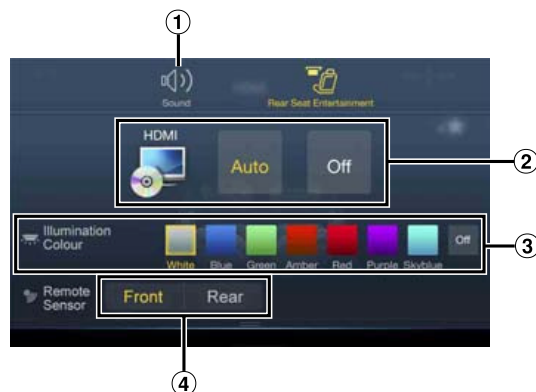 1
Sound
Rear Seat Entertainment
HDMI
Auto
Off
2
Illumination
Colour
White Blue Green Amber Red Purple Skyblue
Off
3
Remote
Sensor
Front Rear
4